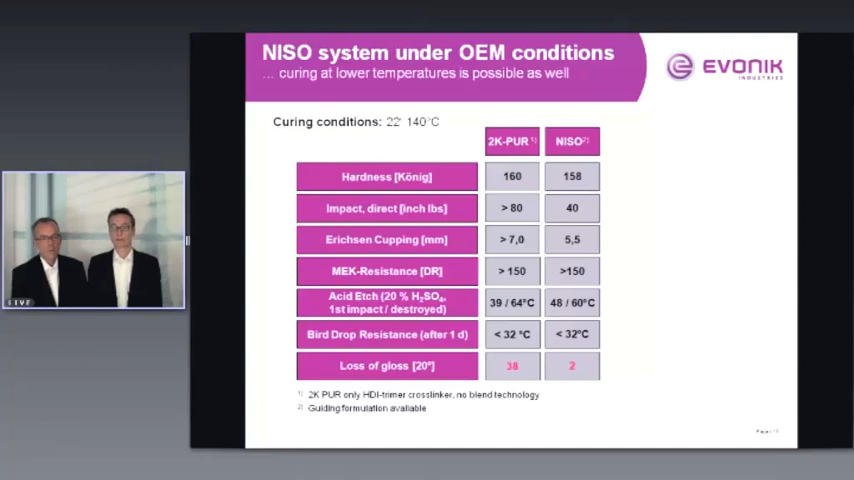 NISO system under OEM conditions
... curing at lower temperatures is possible as well
EVONIK
INDUSTRIES
Curing conditions: 22' 140°C
2K-PUR 1) NISO 2)
Hardness [König] 160 158
Impact, direct [inch lbs] > 80 40
Erichsen Cupping [mm] > 7,0 5,5
MEK-Resistance [DR] > 150 >150
Acid Etch (20 % H₂SO₄,
1st impact / destroyed) 39 / 64°C 48 / 60°C
Bird Drop Resistance (after 1 d) < 32 °C < 32°C
Loss of gloss [20°] 38 2
1) 2K PUR only HDI-trimer crosslinker, no blend technology
2) Guiding formulation available
LIVE
Page